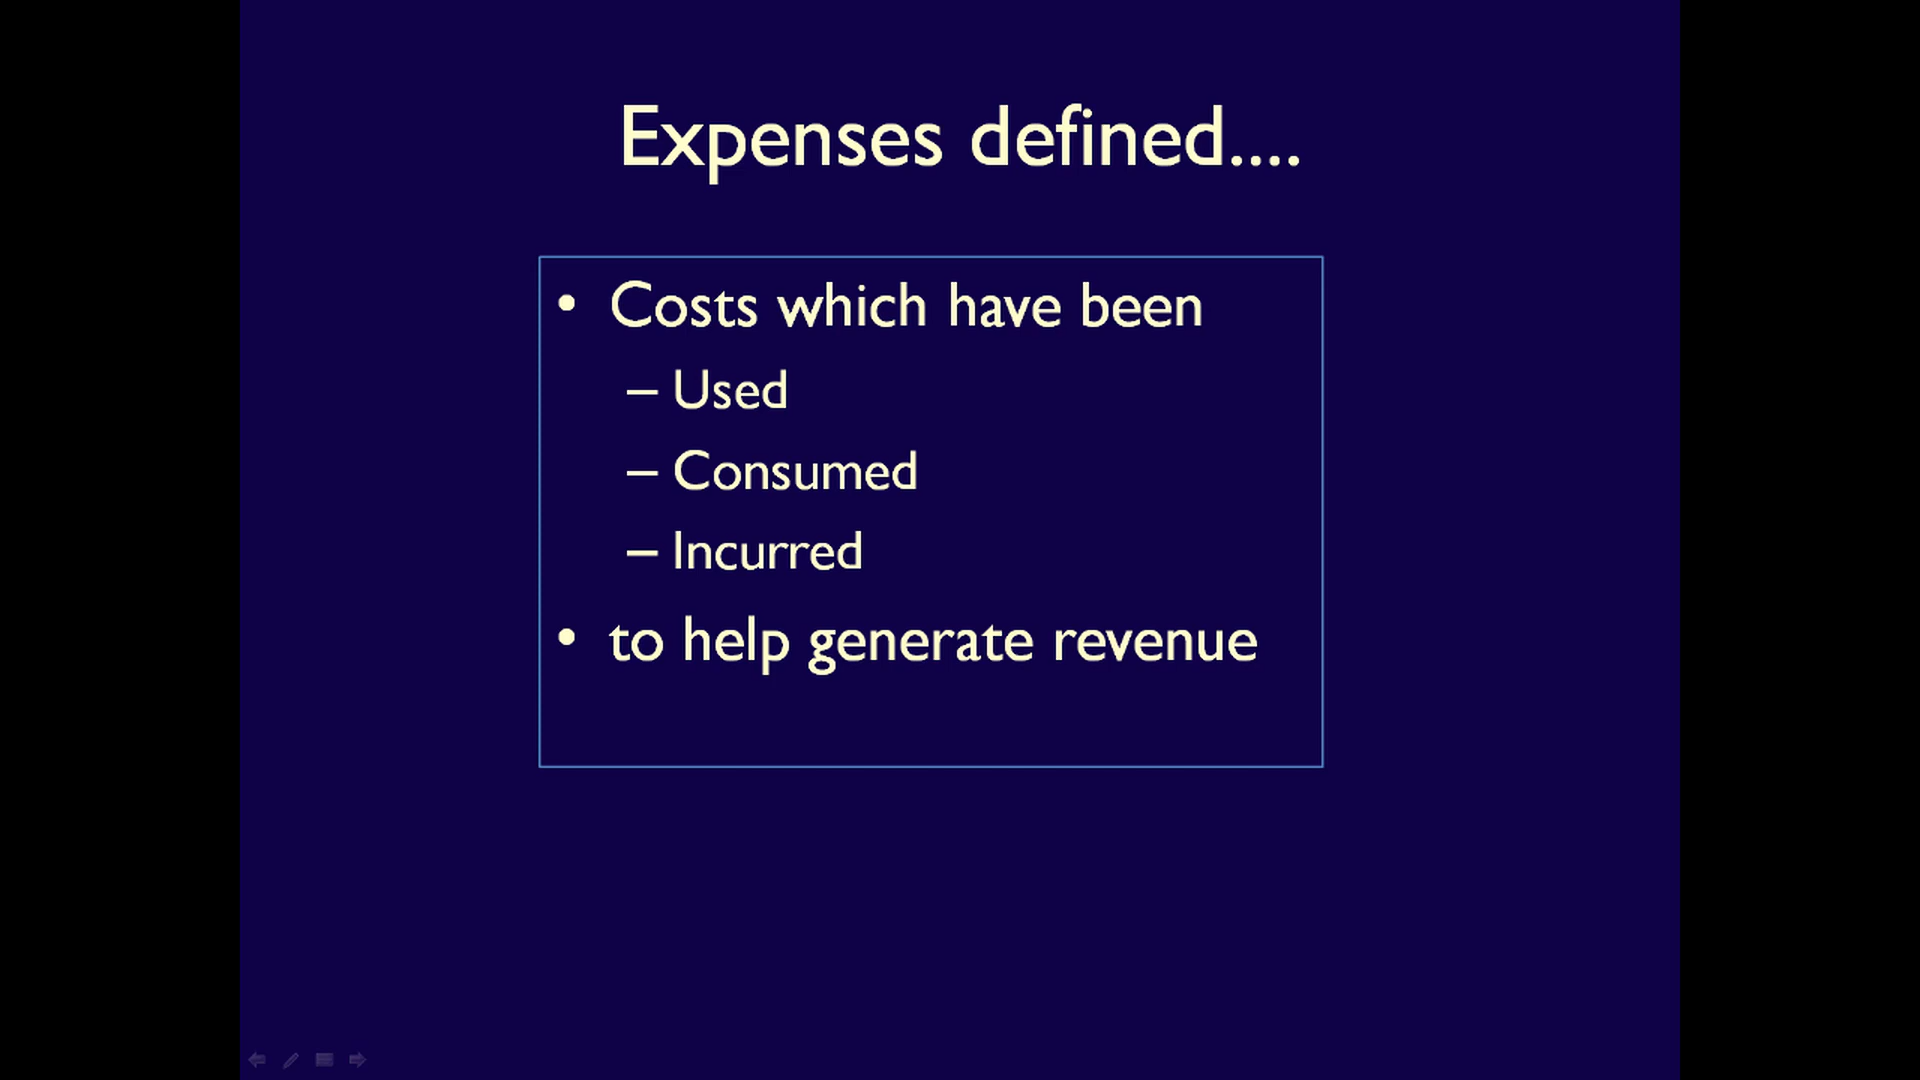 Expenses defined....
• Costs which have been
– Used
– Consumed
– Incurred
• to help generate revenue